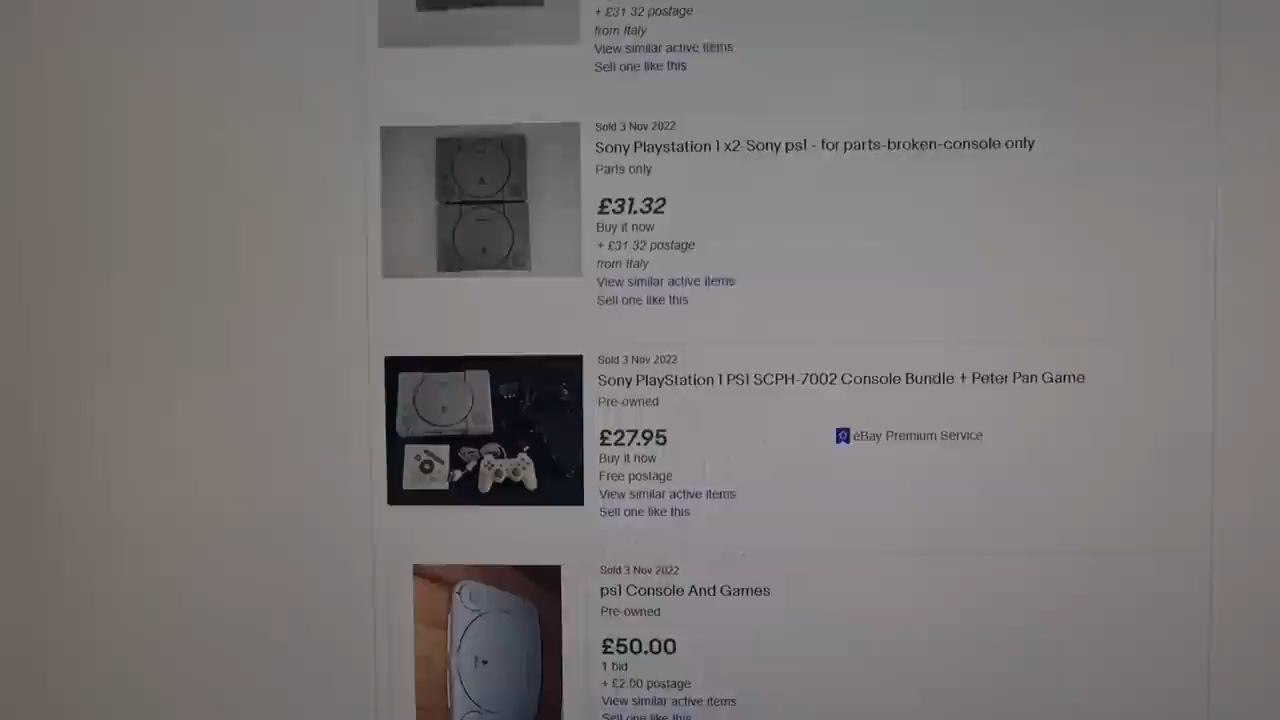 + £31 32 postage
from Italy
View similar active items
Sell one like this
Sold 3 Nov 2022
Sony Playstation 1 x2 Sony ps1 - for parts-broken-console only
Parts only
£31.32
Buy it now
+ £31 32 postage
from Italy
View similar active items
Sell one like this
Sold 3 Nov 2022
Sony PlayStation 1 PS1 SCPH-7002 Console Bundle + Peter Pan Game
Pre-owned
£27.95
eBay Premium Service
Buy it now
Free postage
View similar active items
Sell one like this
Sold 3 Nov 2022
ps1 Console And Games
Pre-owned
£50.00
1 bid
+ £2.00 postage
View similar active items
Sell one like this